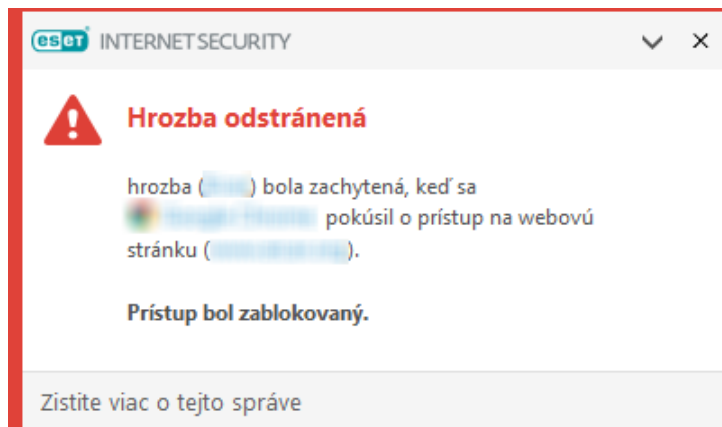 eset INTERNET SECURITY
Hrozba odstránená
hrozba () bola zachytená, keď sa
pokúsil o prístup na webovú
stránku ().
Prístup bol zablokovaný.
Zistite viac o tejto správe